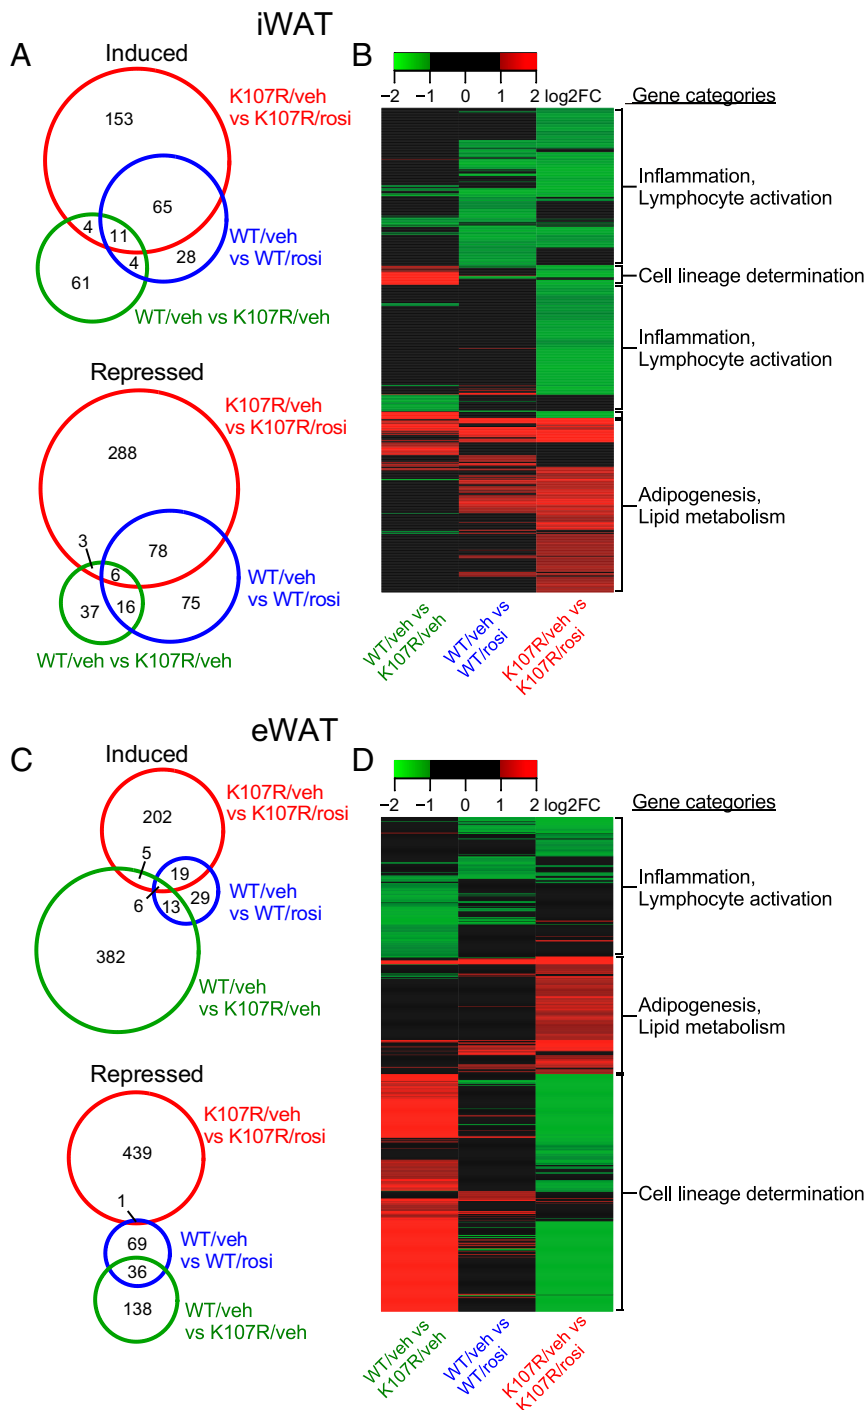 iWAT
A
Induced
K107R/veh
vs K107R/rosi
153
65
4
11
4
28
61
WT/veh
vs WT/rosi
WT/veh vs K107R/veh
Repressed
K107R/veh
vs K107R/rosi
288
78
3
6
37
16
75
WT/veh
vs WT/rosi
WT/veh vs K107R/veh
B
−2 −1 0 1 2 log2FC
Gene categories
Inflammation,
Lymphocyte activation
Cell lineage determination
Inflammation,
Lymphocyte activation
Adipogenesis,
Lipid metabolism
WT/veh vs
K107R/veh
WT/veh vs
WT/rosi
K107R/veh vs
K107R/rosi
eWAT
C
Induced
K107R/veh
vs K107R/rosi
202
5
19
6
13
29
382
WT/veh
vs WT/rosi
WT/veh
vs K107R/veh
Repressed
K107R/veh
vs K107R/rosi
439
1
69
36
138
WT/veh
vs WT/rosi
WT/veh
vs K107R/veh
D
−2 −1 0 1 2 log2FC
Gene categories
Inflammation,
Lymphocyte activation
Adipogenesis,
Lipid metabolism
Cell lineage determination
WT/veh vs
K107R/veh
WT/veh vs
WT/rosi
K107R/veh vs
K107R/rosi